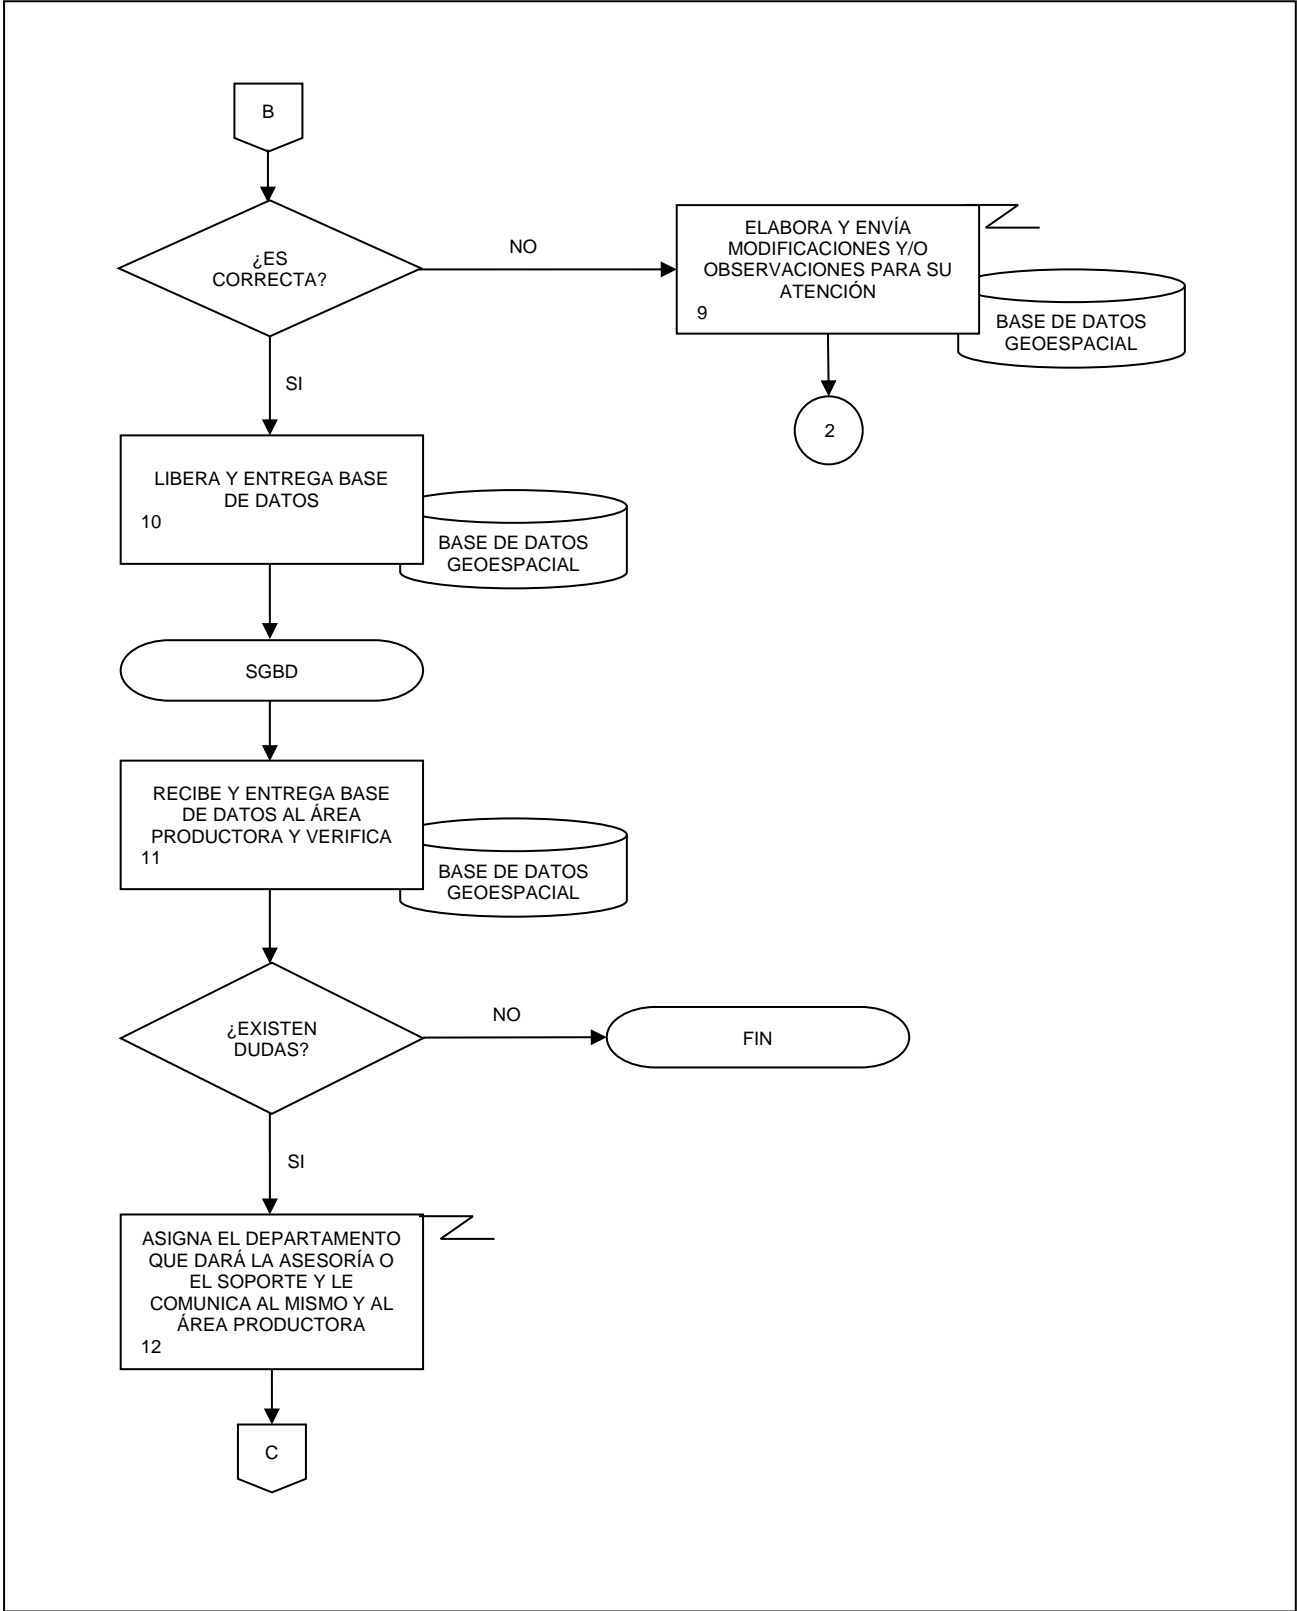 B
¿ES
CORRECTA?
NO
ELABORA Y ENVÍA
MODIFICACIONES Y/O
OBSERVACIONES PARA SU
ATENCIÓN
9
BASE DE DATOS
GEOESPACIAL
2
SI
LIBERA Y ENTREGA BASE
DE DATOS
10
BASE DE DATOS
GEOESPACIAL
SGBD
RECIBE Y ENTREGA BASE
DE DATOS AL ÁREA
PRODUCTORA Y VERIFICA
11
BASE DE DATOS
GEOESPACIAL
¿EXISTEN
DUDAS?
NO
FIN
SI
ASIGNA EL DEPARTAMENTO
QUE DARÁ LA ASESORÍA O
EL SOPORTE Y LE
COMUNICA AL MISMO Y AL
ÁREA PRODUCTORA
12
C